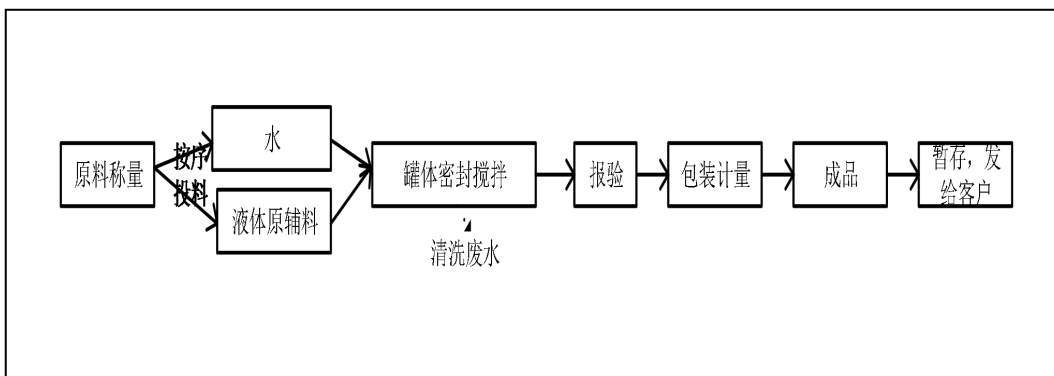 原料称量
按序
投料
水
液体原辅料
罐体密封搅拌
清洗废水
报验
包装计量
成品
暂存，发
给客户